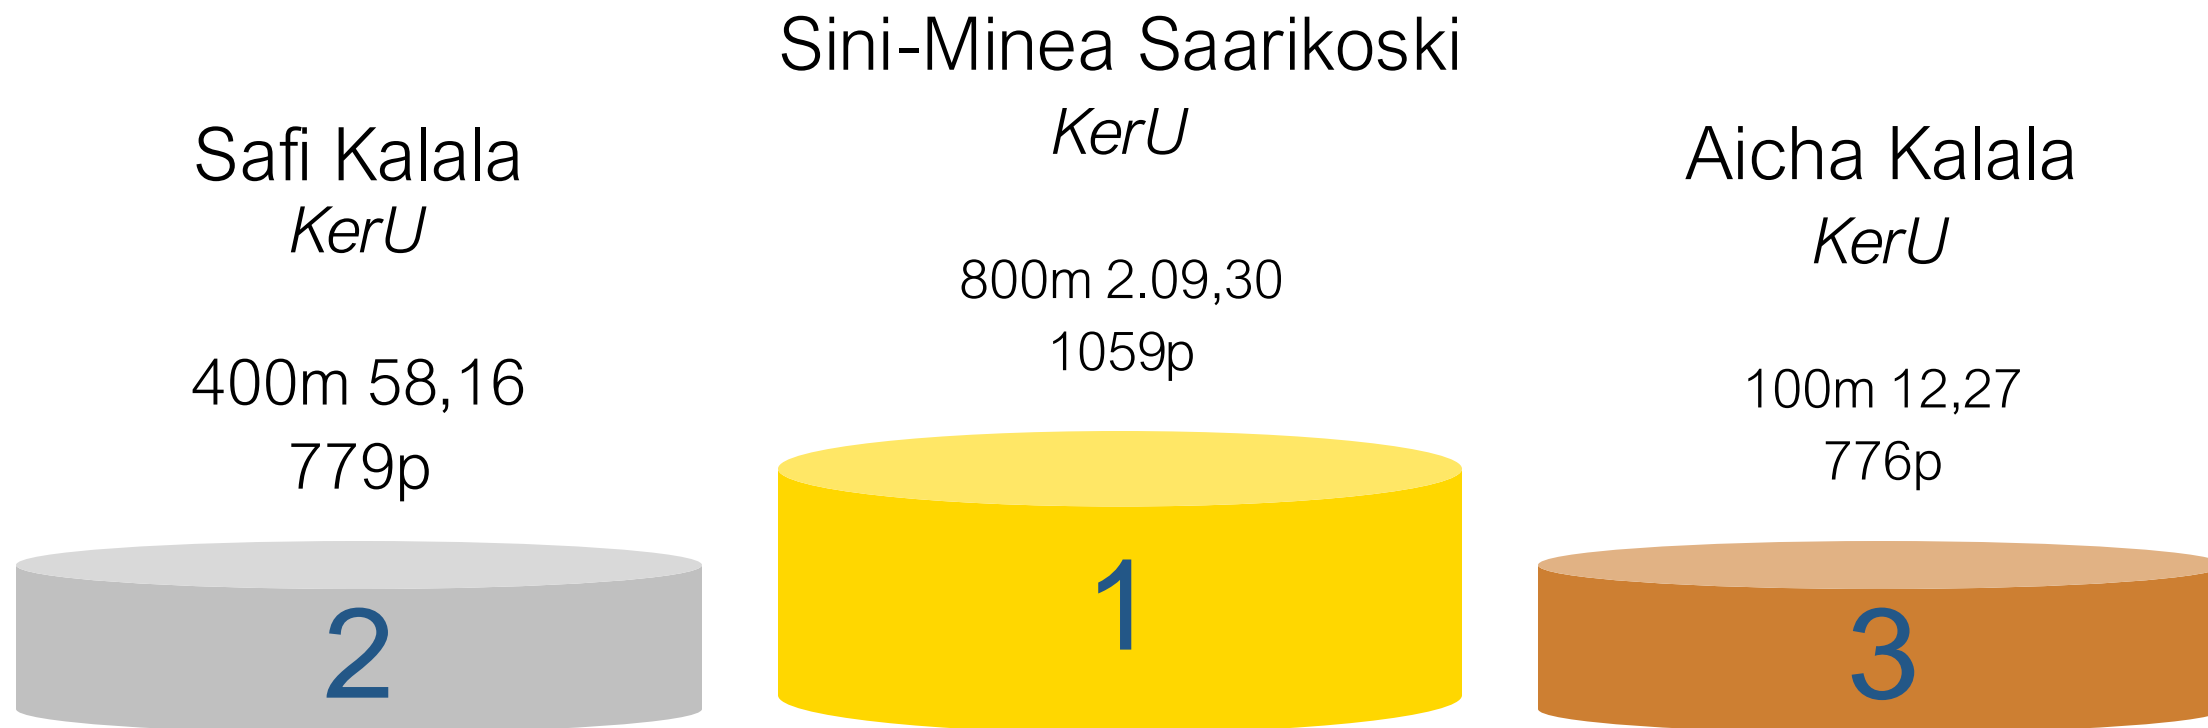 Sini-Minea Saarikoski
KerU
800m 2.09,30
1059p
1
Safi Kalala
KerU
400m 58,16
779p
2
Aicha Kalala
KerU
100m 12,27
776p
3